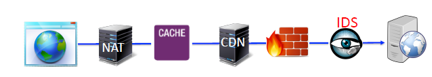 NAT
CACHE
CDN
IDS